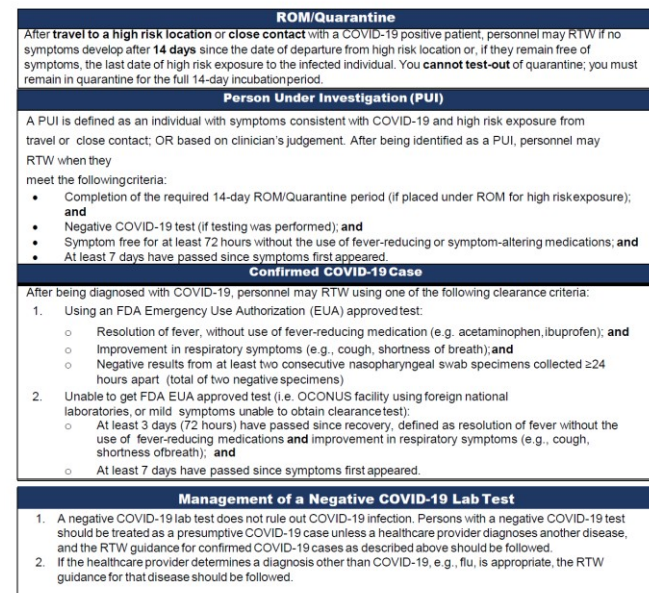 ROM/Quarantine
After travel to a high risk location or close contact with a COVID-19 positive patient, personnel may RTW if no
symptoms develop after 14 days since the date of departure from high risk location or, if they remain free of
symptoms, the last date of high risk exposure to the infected individual. You cannot test-out of quarantine; you must
remain in quarantine for the full 14-day incubationperiod.
Person Under Investigation (PUI)
A PUI is defined as an individual with symptoms consistent with COVID-19 and high risk exposure from
travel or close contact; OR based on clinician's judgement. After being identified as a PUI, personnel may
RTW when they
meet the followingcriteria:
• Completion of the required 14-day ROM/Quarantine period (if placed under ROM for high riskexposure);
and
• Negative COVID-19 test (if testing was performed); and
• Symptom free for at least 72 hours without the use of fever-reducing or symptom-altering medications; and
• At least 7 days have passed since symptoms first appeared.
Confirmed COVID-19 Case
After being diagnosed with COVID-19, personnel may RTW using one of the following clearance criteria:
1. Using an FDA Emergency Use Authorization (EUA) approved test:
o Resolution of fever, without use of fever-reducing medication (e.g. acetaminophen, ibuprofen); and
o Improvement in respiratory symptoms (e.g., cough, shortness of breath);and
o Negative results from at least two consecutive nasopharyngeal swab specimens collected ≥24
hours apart (total of two negative specimens)
2. Unable to get FDA EUA approved test (i.e. OCONUS facility using foreign national
laboratories, or mild symptoms unable to obtain clearance test):
o At least 3 days (72 hours) have passed since recovery, defined as resolution of fever without the
use of fever-reducing medications and improvement in respiratory symptoms (e.g., cough,
shortness ofbreath); and
o At least 7 days have passed since symptoms first appeared.
Management of a Negative COVID-19 Lab Test
1. A negative COVID-19 lab test does not rule out COVID-19 infection. Persons with a negative COVID-19 test
should be treated as a presumptive COVID-19 case unless a healthcare provider diagnoses another disease,
and the RTW guidance for confirmed COVID-19 cases as described above should be followed.
2. If the healthcare provider determines a diagnosis other than COVID-19, e.g., flu, is appropriate, the RTW
guidance for that disease should be followed.